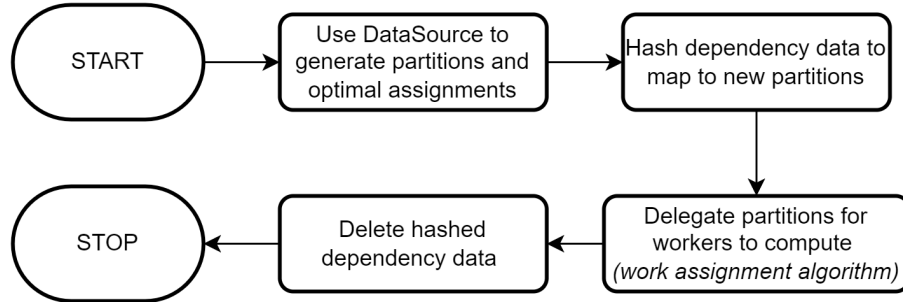 START
Use DataSource to
generate partitions and
optimal assignments
Hash dependency data to
map to new partitions
Delegate partitions for
workers to compute
(work assignment algorithm)
Delete hashed
dependency data
STOP